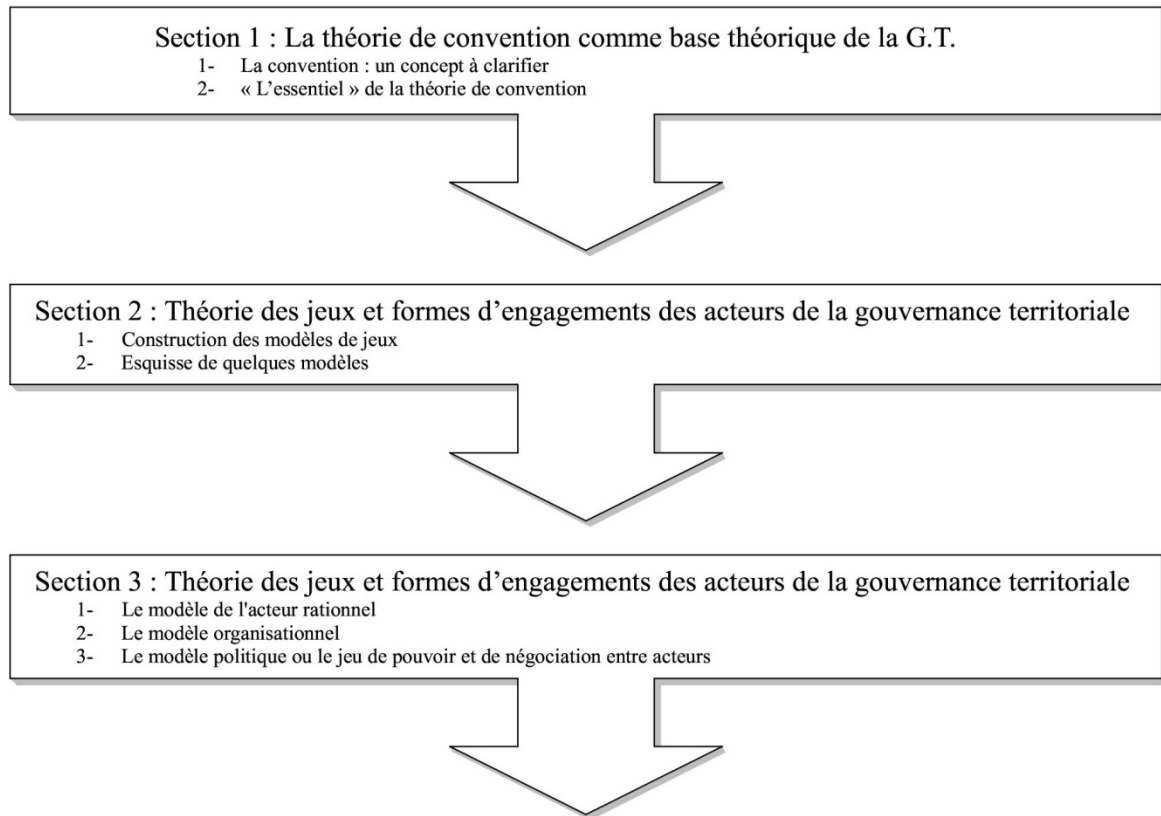 Section 1 : La théorie de convention comme base théorique de la G.T.
1- La convention : un concept à clarifier
2- « L’essentiel » de la théorie de convention
Section 2 : Théorie des jeux et formes d’engagements des acteurs de la gouvernance territoriale
1- Construction des modèles de jeux
2- Esquisse de quelques modèles
Section 3 : Théorie des jeux et formes d’engagements des acteurs de la gouvernance territoriale
1- Le modèle de l'acteur rationnel
2- Le modèle organisationnel
3- Le modèle politique ou le jeu de pouvoir et de négociation entre acteurs